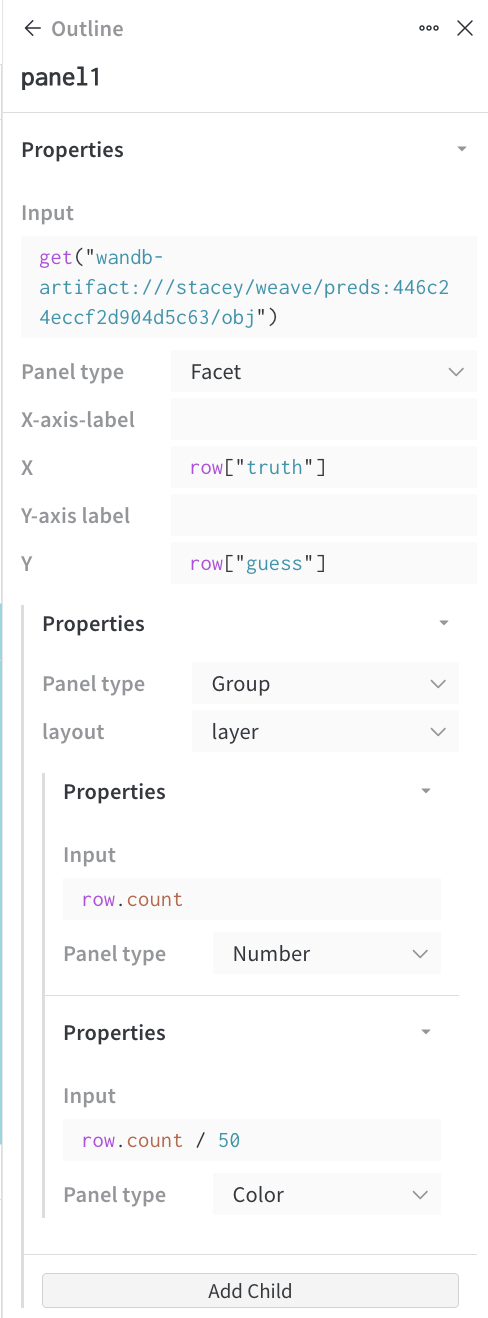 ← Outline
panel1
Properties
Input
get("wandb-
artifact:///stacey/weave/preds:446c2
4eccf2d904d5c63/obj")
Panel type Facet
X-axis-label
X row["truth"]
Y-axis label
Y row["guess"]
Properties
Panel type Group
layout layer
Properties
Input
row.count
Panel type Number
Properties
Input
row.count / 50
Panel type Color
Add Child